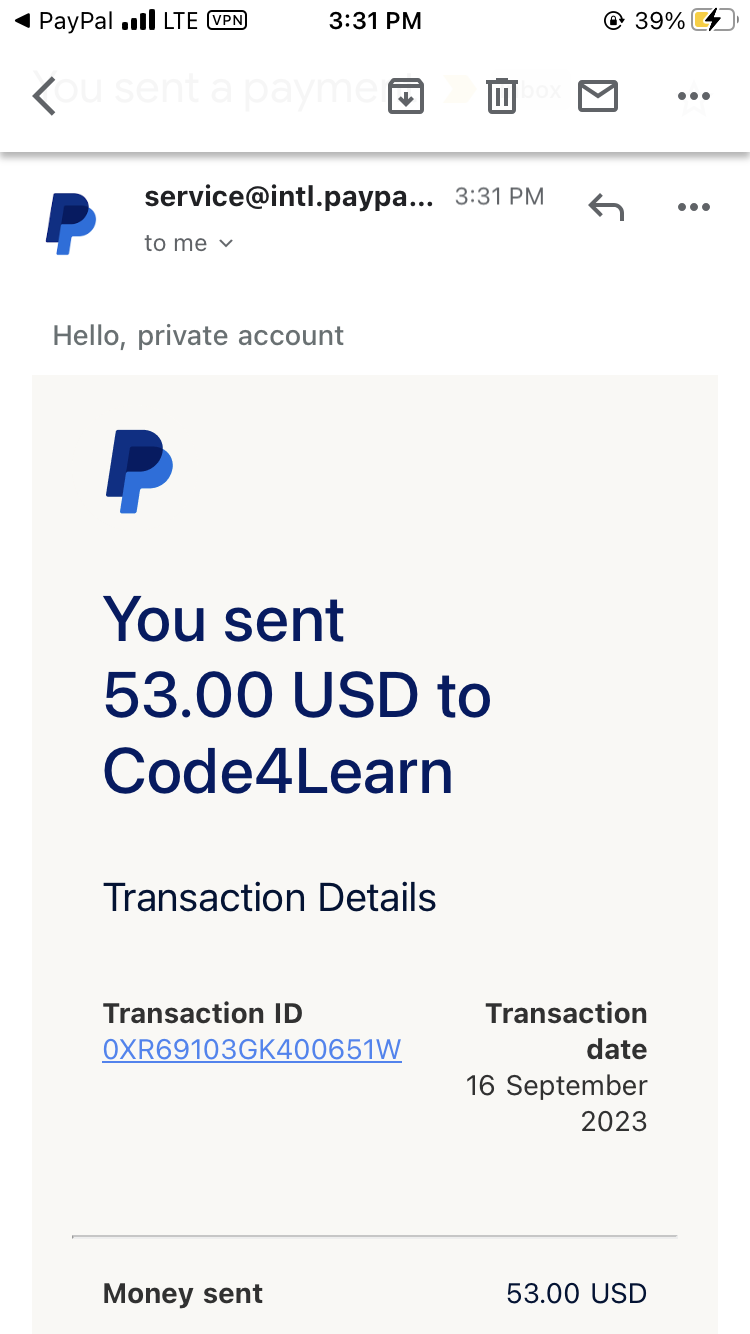 PayPal LTE VPN 3:31 PM 39%
You sent a payment box
service@intl.paypa... 3:31 PM
to me
Hello, private account
You sent
53.00 USD to
Code4Learn
Transaction Details
Transaction ID
0XR69103GK400651W
Transaction
date
16 September
2023
Money sent 53.00 USD